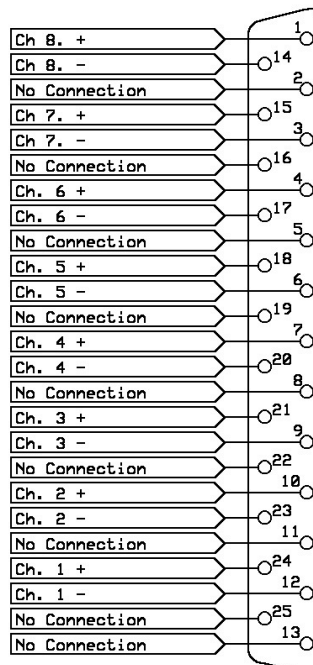 Ch 8. + 1
Ch 8. - 14
No Connection 2
Ch 7. + 15
Ch 7. - 3
No Connection 16
Ch. 6 + 4
Ch. 6 - 17
No Connection 5
Ch. 5 + 18
Ch. 5 - 6
No Connection 19
Ch. 4 + 7
Ch. 4 - 20
No Connection 8
Ch. 3 + 21
Ch. 3 - 9
No Connection 22
Ch. 2 + 10
Ch. 2 - 23
No Connection 11
Ch. 1 + 24
Ch. 1 - 12
No Connection 25
No Connection 13